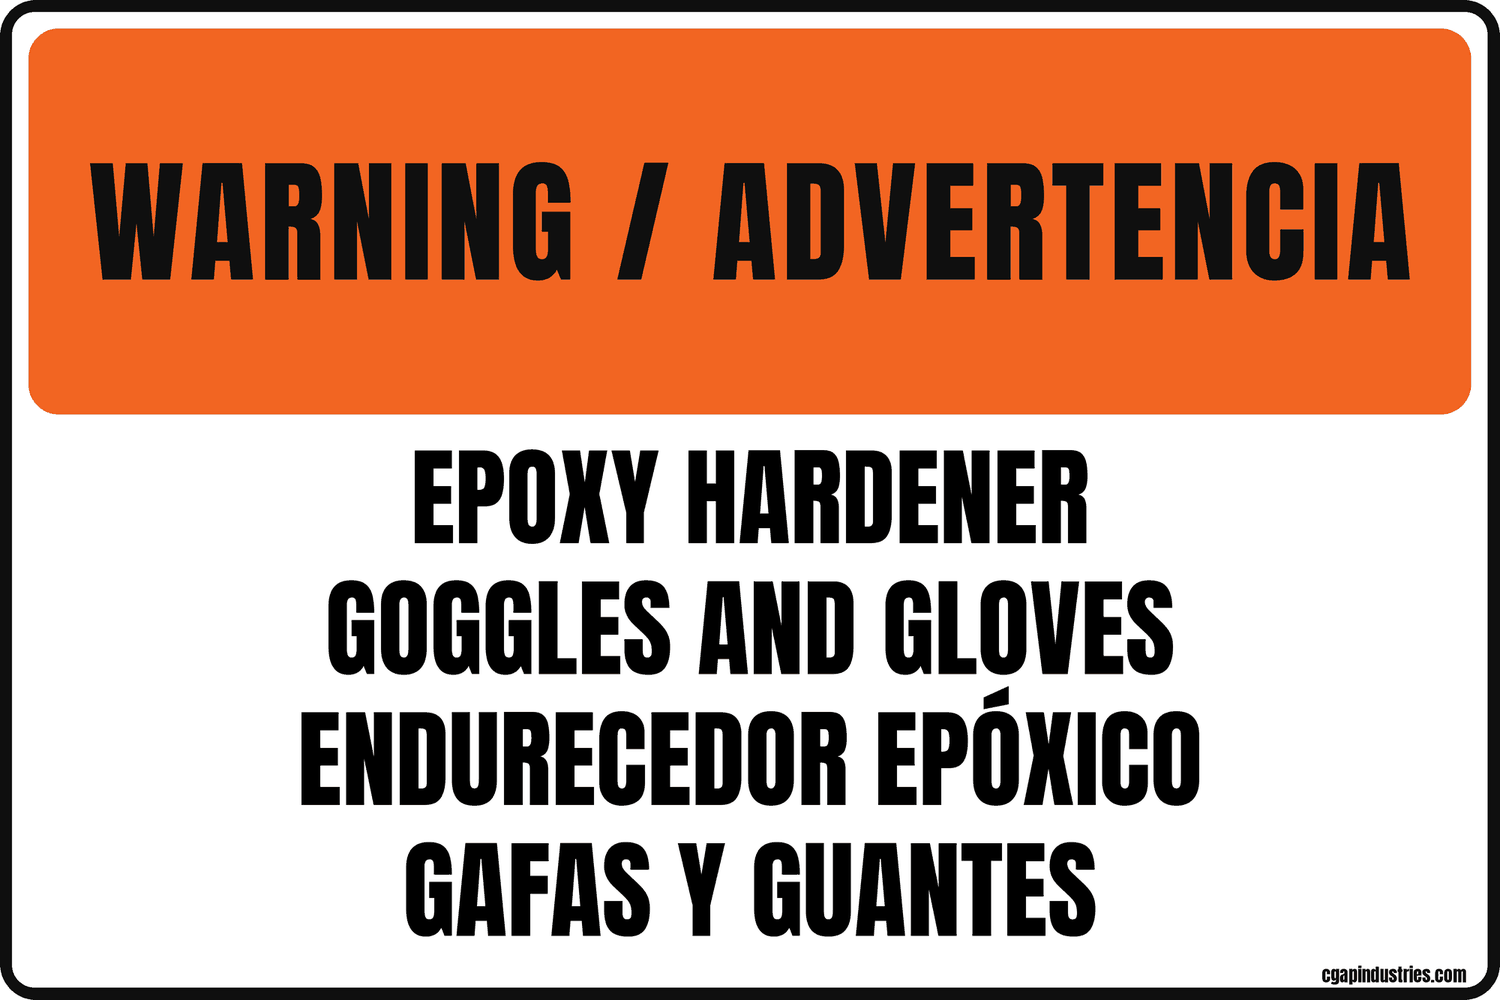 WARNING / ADVERTENCIA
EPOXY HARDENER
GOGGLES AND GLOVES
ENDURECEDOR EPÓXICO
GAFAS Y GUANTES
cgapindustries.com